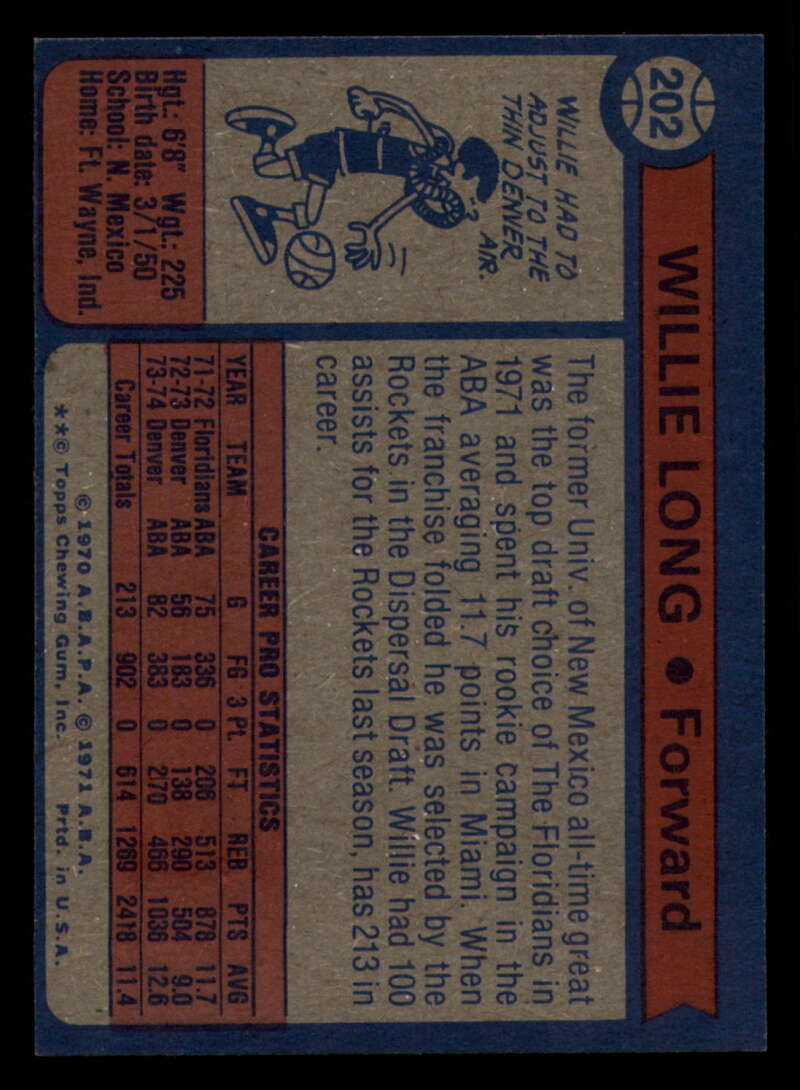 202
WILLIE LONG ● Forward
WILLIE HAD TO
ADJUST TO THE
THIN DENVER
AIR.
Hgt.: 6'8" Wgt.: 225
Birth date: 3/1/50
School: N. Mexico
Home: Ft. Wayne, Ind.
The former Univ. of New Mexico all-time great
was the top draft choice of The Floridians in
1971 and spent his rookie campaign in the
ABA averaging 11.7 points in Miami. When
the franchise folded he was selected by the
Rockets in the Dispersal Draft. Willie had 100
assists for the Rockets last season, has 213 in
career.
CAREER PRO STATISTICS
YEAR TEAM G FG 3 Pt. FT REB PTS AVG
71-72 Floridians ABA 75 336 0 206 513 878 11.7
72-73 Denver ABA 56 183 0 138 290 504 9.0
73-74 Denver ABA 82 383 0 270 466 1036 12.6
Career Totals 213 902 0 614 1269 2418 11.4
© 1970 A.B.A.P.A. © 1971 A.B.A.
**© Topps Chewing Gum, Inc. Prtd. in U.S.A.